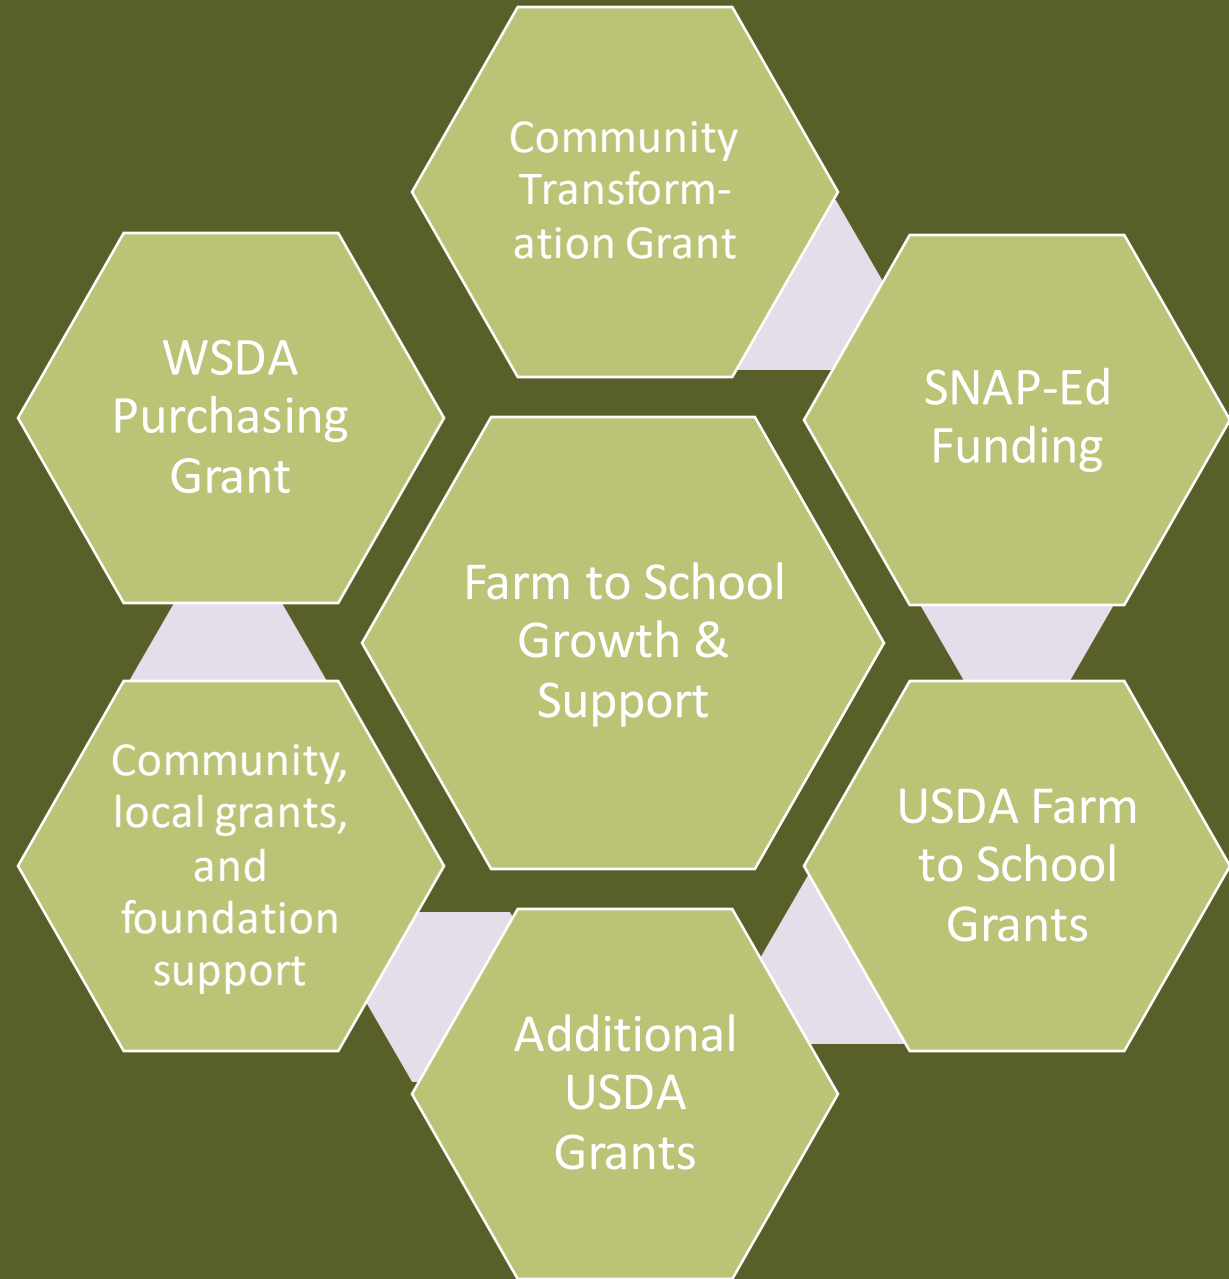 Community
Transform-
ation Grant
SNAP-Ed
Funding
USDA Farm
to School
Grants
Additional
USDA
Grants
Community,
local grants,
and
foundation
support
WSDA
Purchasing
Grant
Farm to School
Growth &
Support